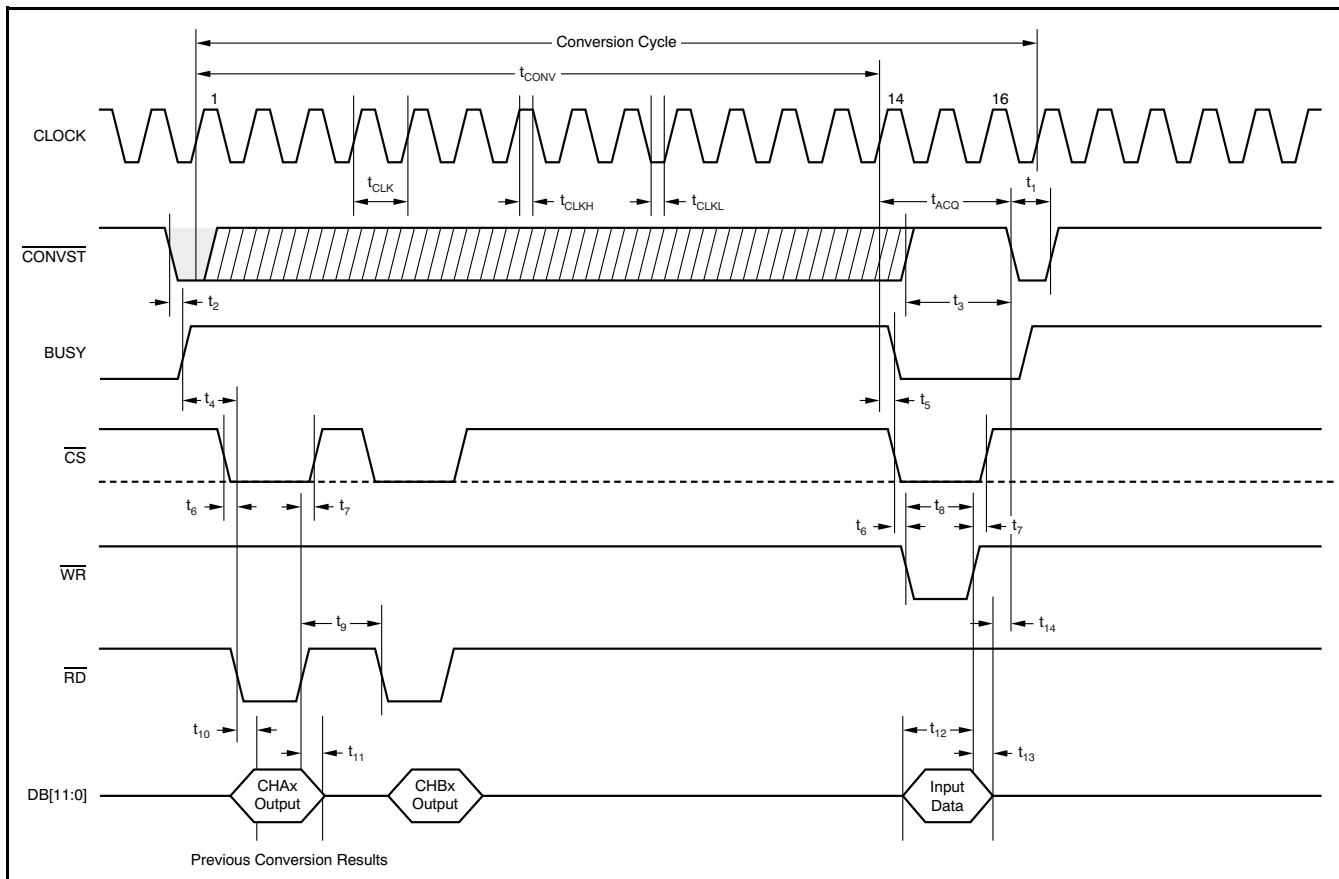 Conversion Cycle
tCONV
1 14 16
CLOCK
tCLK tCLKH tCLKL tACQ t1
CONVST
t2 t3
BUSY
t4 t5
CS
t6 t7 t6 t8 t7
WR
t9 t14
RD
t10 t11 t12 t13
DB[11:0]
CHAx
Output
CHBx
Output
Input
Data
Previous Conversion Results